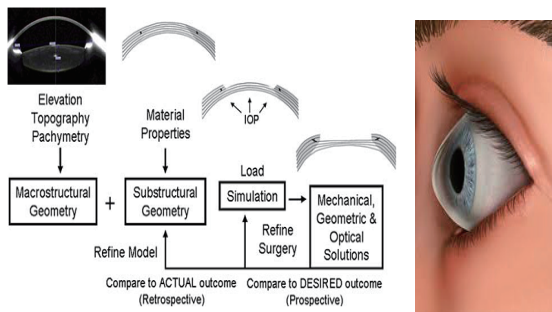 Elevation
Topography
Pachymetry
Material
Properties
IOP
Load
Macrostructural
Geometry
+
Substructural
Geometry
Simulation
Mechanical,
Geometric &
Optical
Solutions
Refine Model
Refine
Surgery
Compare to ACTUAL outcome
(Retrospective)
Compare to DESIRED outcome
(Prospective)